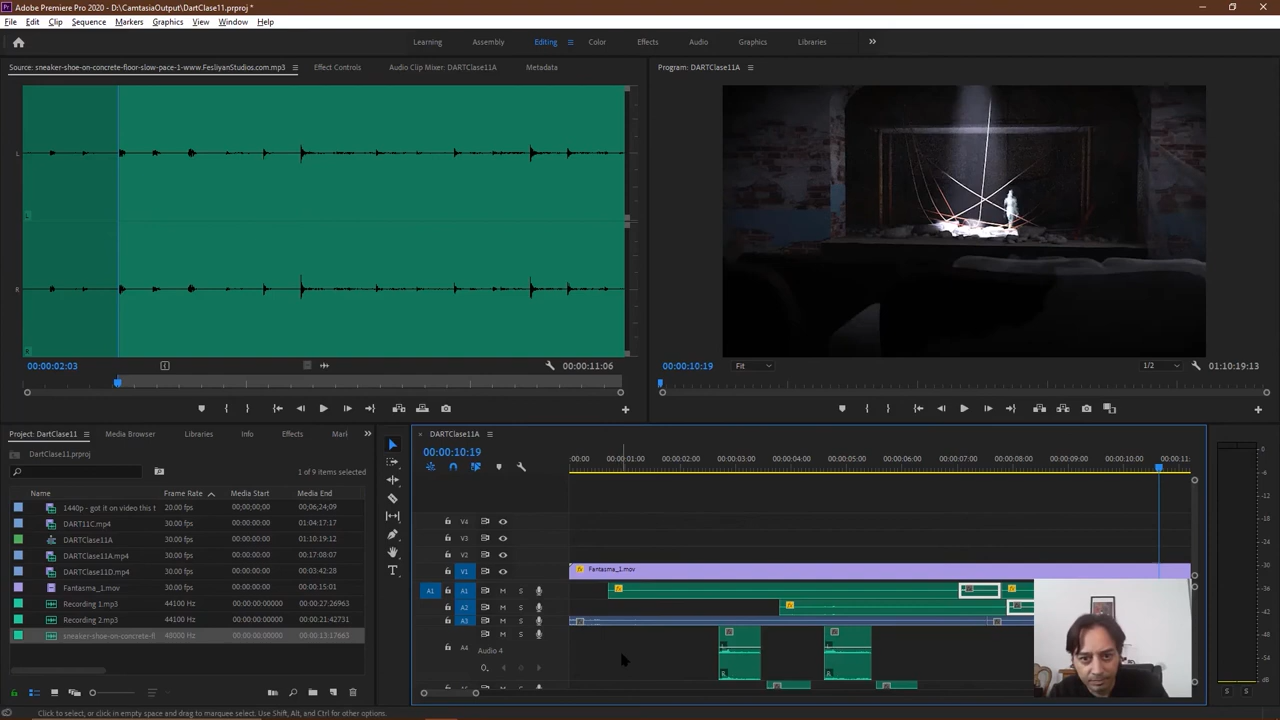 Adobe Premiere Pro 2020 - D:\CamtasiaOutput\DartClase11.prproj *
File Edit Clip Sequence Markers Graphics View Window Help
Learning Assembly Editing Color Effects Audio Graphics Libraries
Source: sneaker-shoe-on-concrete-floor-slow-pace-1-www.FesliyanStudios.com.mp3 Effect Controls Audio Clip Mixer: DARTClase11A Metadata
Program: DARTClase11A
L
R
00:00:02:03 00:00:11:06
00:00:10:19 Fit 1/2 01:10:19:13
Project: DartClase11 Media Browser Libraries Info Effects Mark
DartClase11.prproj
1 of 9 items selected
Name Frame Rate Media Start Media End
1440p - got it on video this t 20.00 fps 00;00;00;00 00;06;24;09
DART11C.mp4 30.00 fps 00:00:00:00 01:04:17:17
DARTClase11A 30.00 fps 00:00:00:00 01:10:19:12
DARTClase11A.mp4 30.00 fps 00:00:00:00 00:17:08:07
DARTClase11D.mp4 30.00 fps 00:00:00:00 00:03:42:28
Fantasma_1.mov 30.00 fps 00:00:00:00 00:00:15:01
Recording 1.mp3 44100 Hz 00:00:00:00000 00:00:27:26963
Recording 2.mp3 44100 Hz 00:00:00:00000 00:00:21:42731
sneaker-shoe-on-concrete-fl 48000 Hz 00:00:00:00000 00:00:13:17663
DARTClase11A
00:00:10:19
:00:00 00:00:01:00 00:00:02:00 00:00:03:00 00:00:04:00 00:00:05:00 00:00:06:00 00:00:07:00 00:00:08:00 00:00:09:00 00:00:10:00 00:00:11:
V4
V3
V2
V1 Fantasma_1.mov
A1 A1 M S
A2 M S
A3 M S
M S
A4 Audio 4
L
R
0
dB
S S
Click to select, or click in empty space and drag to marquee select. Use Shift, Alt, and Ctrl for other options.